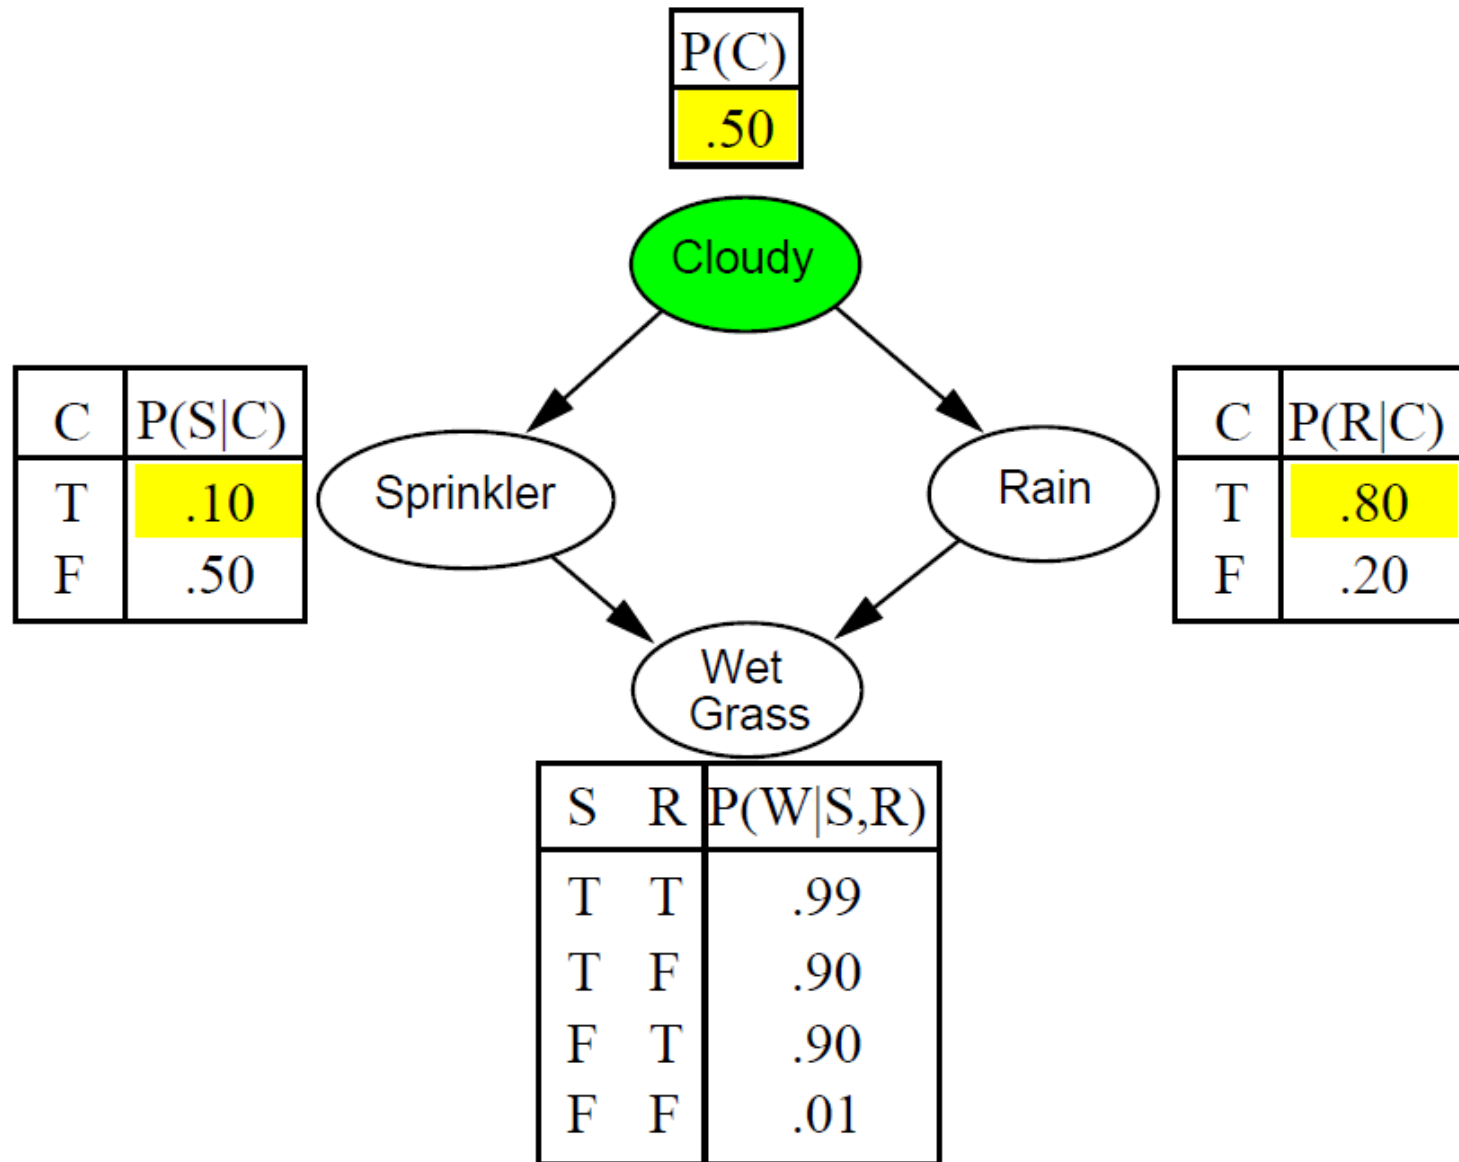 P(C)
.50
Cloudy
C P(S|C)
T .10
F .50
Sprinkler
Rain
C P(R|C)
T .80
F .20
Wet
Grass
S R P(W|S,R)
T T .99
T F .90
F T .90
F F .01